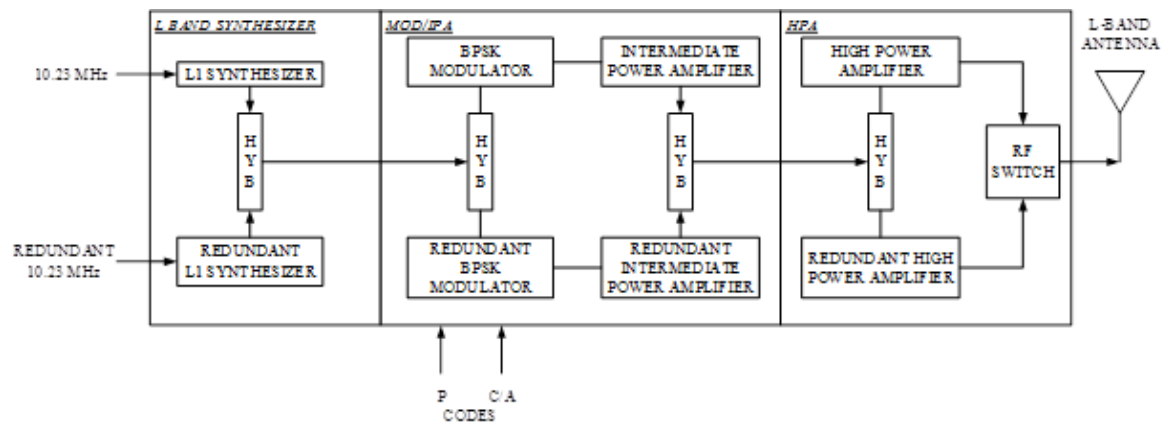 L BAND SYNTHESIZER
MOD/IPA
HPA
L-BAND
ANTENNA
10.23 MHz
L1 SYNTHESIZER
BPSK
MODULATOR
INTERMEDIATE
POWER AMPLIFIER
HIGH POWER
AMPLIFIER
H
Y
B
H
Y
B
H
Y
B
H
Y
B
RF
SWITCH
REDUNDANT
10.23 MHz
REDUNDANT
L1 SYNTHESIZER
REDUNDANT
BPSK
MODULATOR
REDUNDANT
INTERMEDIATE
POWER AMPLIFIER
REDUNDANT HIGH
POWER AMPLIFIER
P C/A
CODES